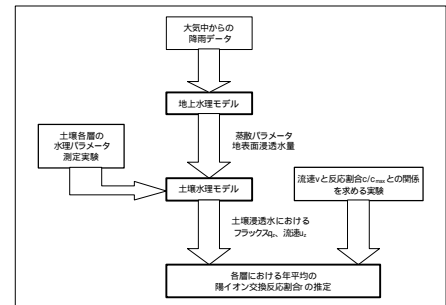 大気中からの
降雨データ
地上水理モデル
土壌各層の
水理パラメータ
測定実験
蒸散パラメータ
地表面浸透水量
流速vと反応割合c/cmaxとの関係
を求める実験
土壌水理モデル
土壌浸透水における
フラックスqz、流速uz
各層における年平均の
陽イオン交換反応割合rの推定